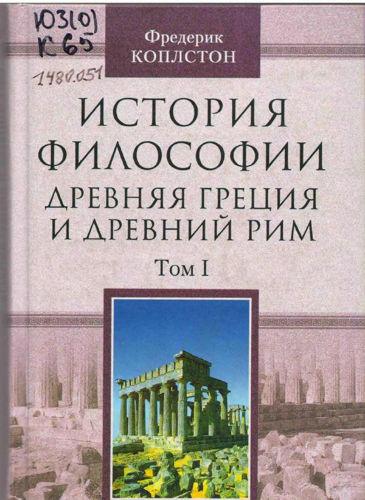 Ю3(0)
К 65
1480.051
Фредерик
КОПЛСТОН
ИСТОРИЯ
ФИЛОСОФИИ
ДРЕВНЯЯ ГРЕЦИЯ
И ДРЕВНИЙ РИМ
Том I